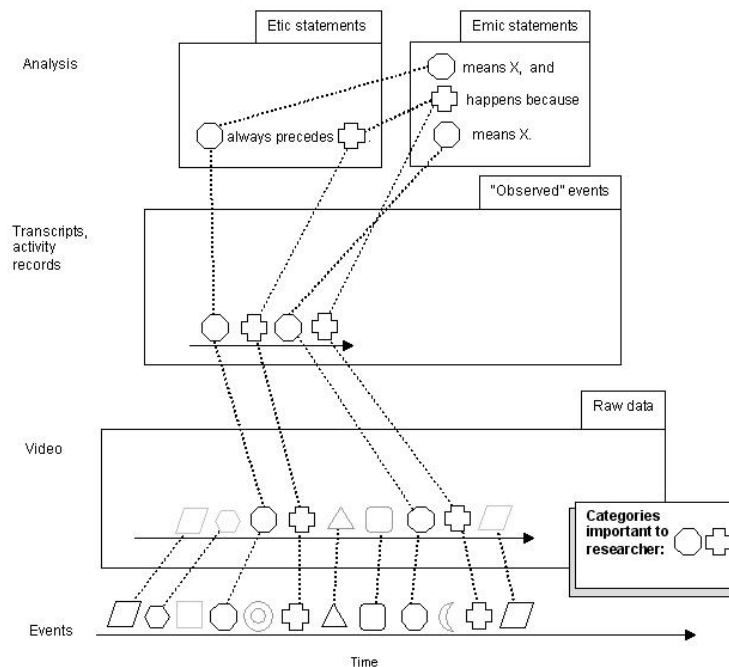 Etic statements
Emic statements
Analysis
means X, and
happens because
always precedes
means X.
"Observed" events
Transcripts,
activity
records
Raw data
Video
Categories
important to
researcher:
Events
Time